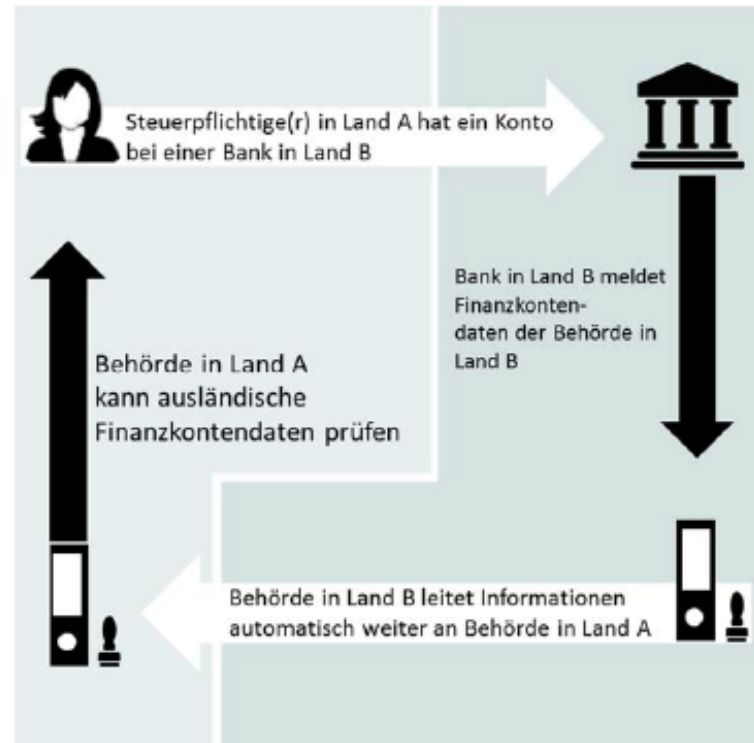 Steuerpflichtige(r) in Land A hat ein Konto
bei einer Bank in Land B
Bank in Land B meldet
Finanzkonten-
daten der Behörde in
Land B
Behörde in Land B leitet Informationen
automatisch weiter an Behörde in Land A
Behörde in Land A
kann ausländische
Finanzkontendaten prüfen